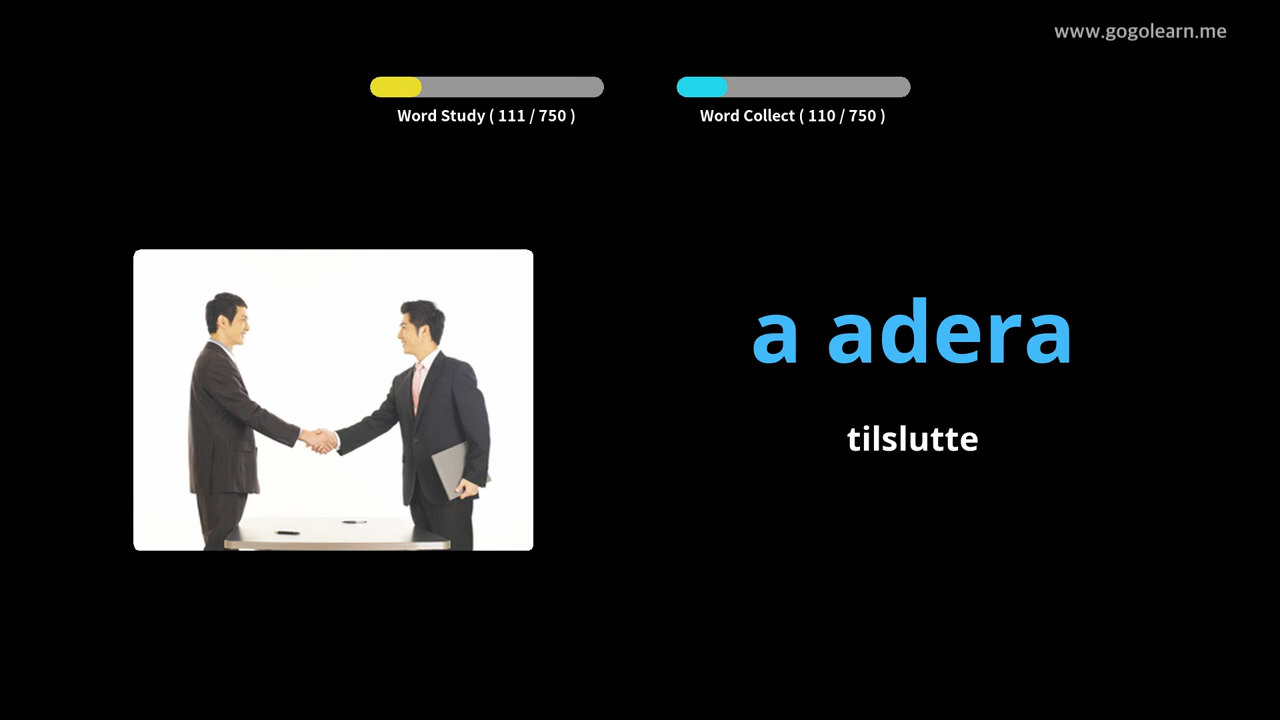 www.gogolearn.me
Word Study ( 111 / 750 )
Word Collect ( 110 / 750 )
a adera
tilslutte